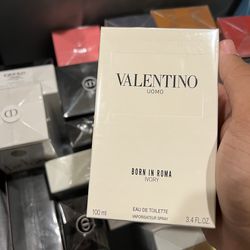 VALENTINO
UOMO
BORN IN ROMA
IVORY
EAU DE TOILETTE
100 ml
VAPORISATEUR SPRAY
3.4 FL.OZ